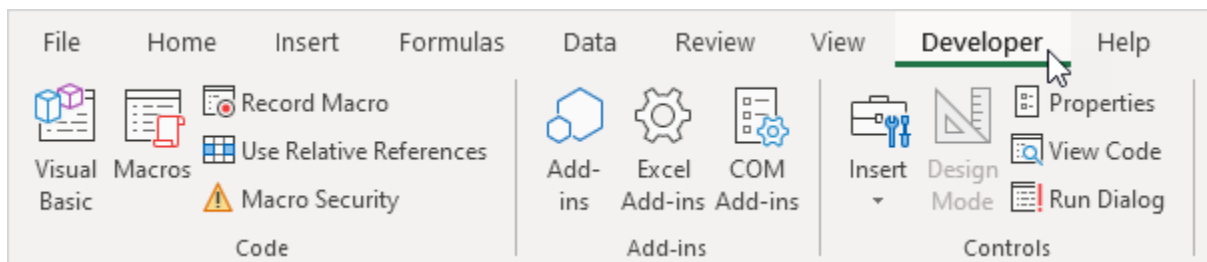 File Home Insert Formulas Data Review View Developer Help
Visual Basic
Macros
Record Macro
Use Relative References
Macro Security
Code
Add-ins
Excel Add-ins
COM Add-ins
Add-ins
Insert
Design Mode
Properties
View Code
Run Dialog
Controls